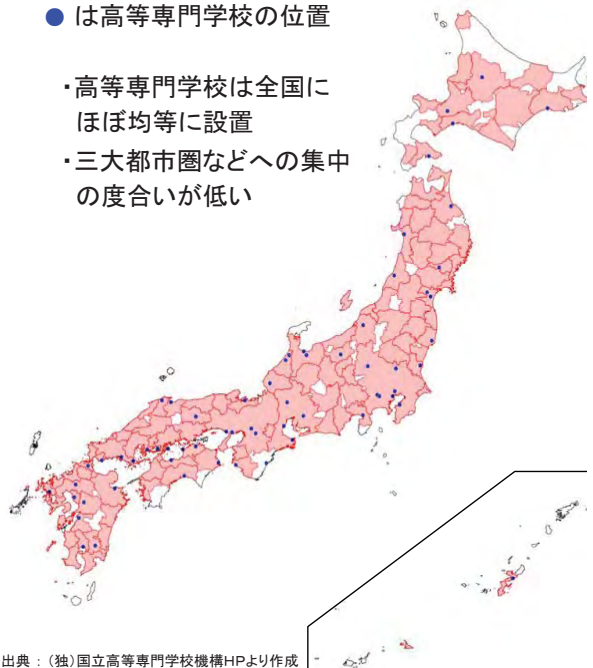 ● は高等専門学校の位置
・高等専門学校は全国に
ほぼ均等に設置
・三大都市圏などへの集中
の度合いが低い
出典 : (独)国立高等専門学校機構HPより作成